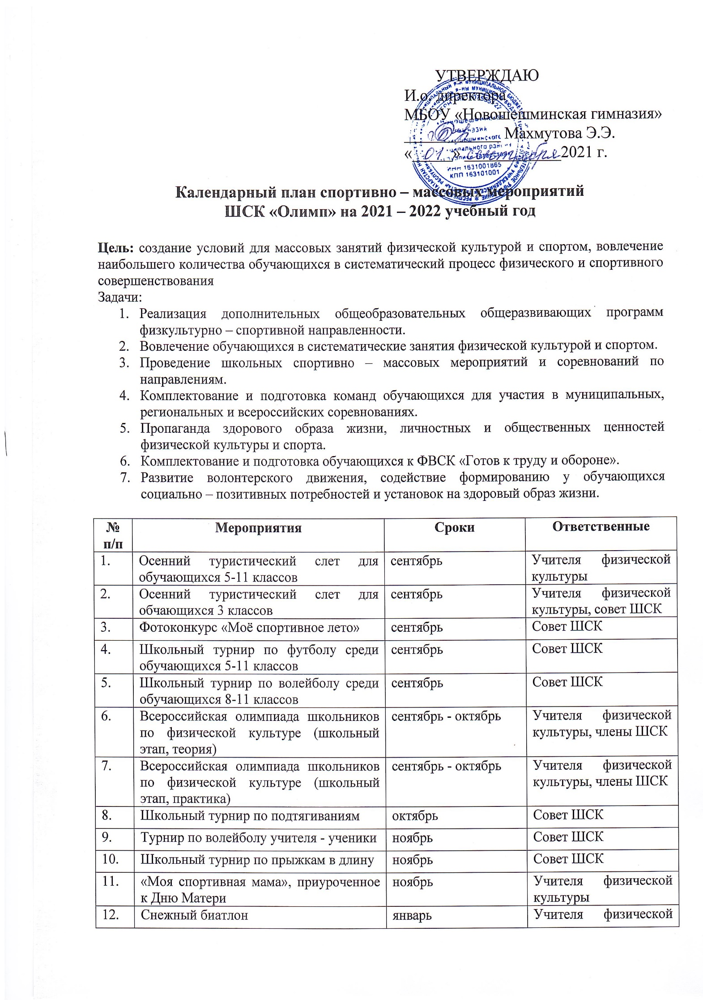 УТВЕРЖДАЮ
И.о. директора
МБОУ «Новошешминская гимназия»
Махмутова Э.Э.
« 01 » сентября 2021 г.
ИНН 1631001865
КПП 163101001
Календарный план спортивно – массовых мероприятий
ШСК «Олимп» на 2021 – 2022 учебный год
Цель: создание условий для массовых занятий физической культурой и спортом, вовлечение
наибольшего количества обучающихся в систематический процесс физического и спортивного
совершенствования
Задачи:
1. Реализация дополнительных общеобразовательных общеразвивающих программ
физкультурно – спортивной направленности.
2. Вовлечение обучающихся в систематические занятия физической культурой и спортом.
3. Проведение школьных спортивно – массовых мероприятий и соревнований по
направлениям.
4. Комплектование и подготовка команд обучающихся для участия в муниципальных,
региональных и всероссийских соревнованиях.
5. Пропаганда здорового образа жизни, личностных и общественных ценностей
физической культуры и спорта.
6. Комплектование и подготовка обучающихся к ФВСК «Готов к труду и обороне».
7. Развитие волонтерского движения, содействие формированию у обучающихся
социально – позитивных потребностей и установок на здоровый образ жизни.
№ Мероприятия Сроки Ответственные
п/п
1. Осенний туристический слет для сентябрь Учителя физической
обучающихся 5-11 классов культуры
2. Осенний туристический слет для сентябрь Учителя физической
обчающихся 3 классов культуры, совет ШСК
3. Фотоконкурс «Моё спортивное лето» сентябрь Совет ШСК
4. Школьный турнир по футболу среди сентябрь Совет ШСК
обучающихся 5-11 классов
5. Школьный турнир по волейболу среди сентябрь Совет ШСК
обучающихся 8-11 классов
6. Всероссийская олимпиада школьников сентябрь - октябрь Учителя физической
по физической культуре (школьный культуры, члены ШСК
этап, теория)
7. Всероссийская олимпиада школьников сентябрь - октябрь Учителя физической
по физической культуре (школьный культуры, члены ШСК
этап, практика)
8. Школьный турнир по подтягиваниям октябрь Совет ШСК
9. Турнир по волейболу учителя - ученики ноябрь Совет ШСК
10. Школьный турнир по прыжкам в длину ноябрь Совет ШСК
11. «Моя спортивная мама», приуроченное ноябрь Учителя физической
к Дню Матери культуры
12. Снежный биатлон январь Учителя физической